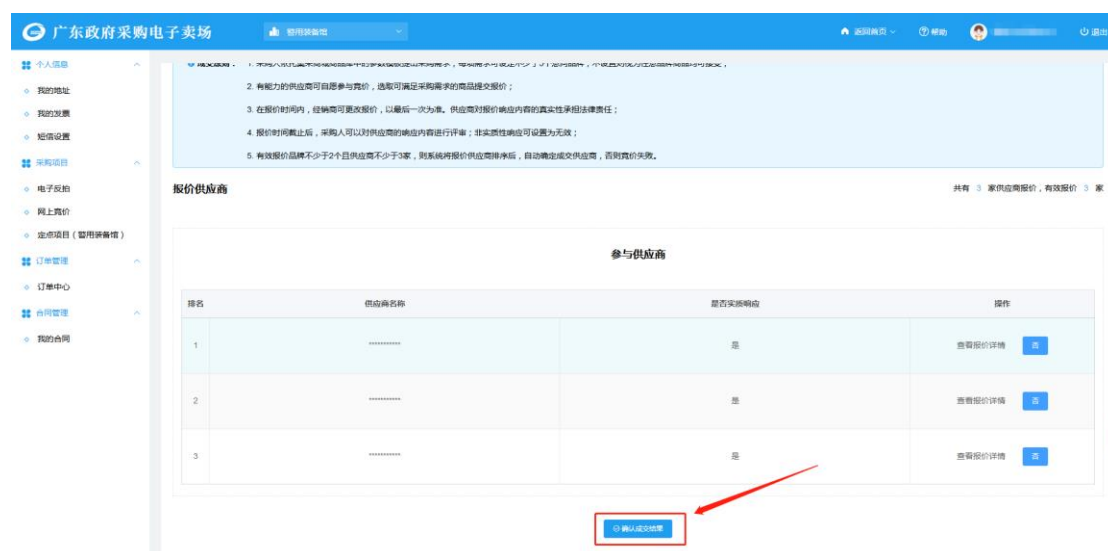 广东政府采购电子卖场
警用装备馆
返回首页
帮助
退出
个人信息
我的地址
我的发票
短信设置
采购项目
电子反拍
网上竞价
定点项目（警用装备馆）
订单管理
订单中心
合同管理
我的合同
2. 有能力的供应商可自愿参与竞价，选取可满足采购需求的商品提交报价；
3. 在报价时间内，经销商可更改报价，以最后一次为准。供应商对报价响应内容的真实性承担法律责任；
4. 报价时间截止后，采购人可以对供应商的响应内容进行评审；非实质性响应可设置为无效；
5. 有效报价品牌不少于2个且供应商不少于3家，则系统将报价供应商排序后，自动确定成交供应商，否则竞价失败。
报价供应商
共有 3 家供应商报价，有效报价 3 家
参与供应商
排名 供应商名称 是否实质响应 操作
1 *********** 是 查看报价详情 否
2 *********** 是 查看报价详情 否
3 *********** 是 查看报价详情 否
确认成交结果